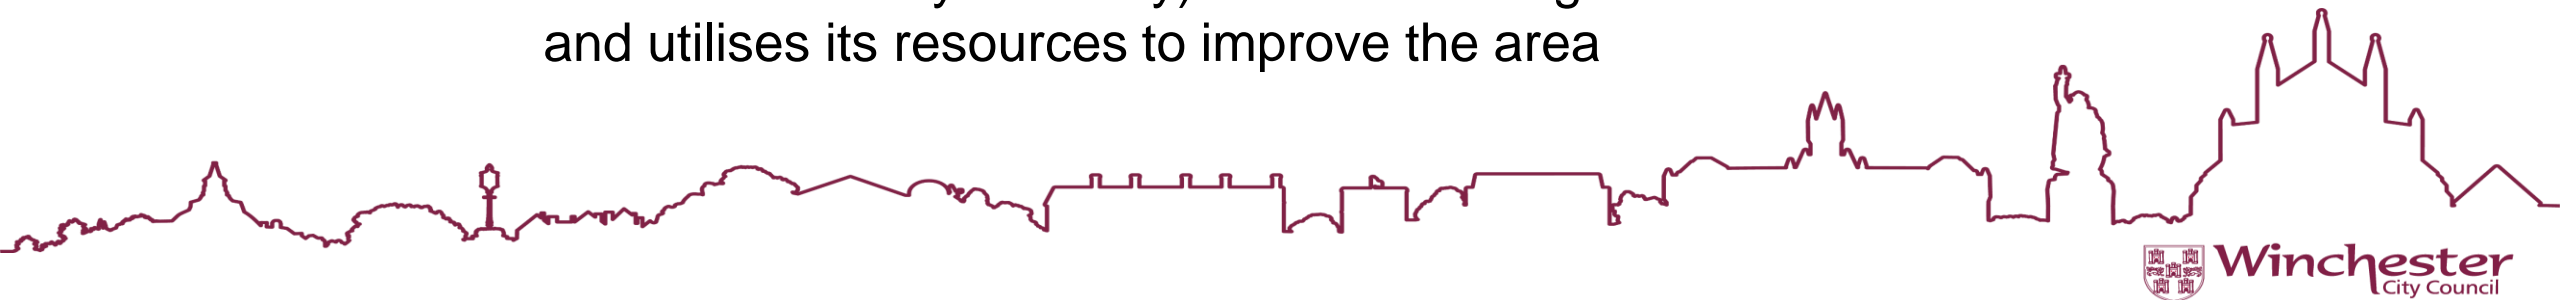 and utilises its resources to improve the area
Winchester
City Council